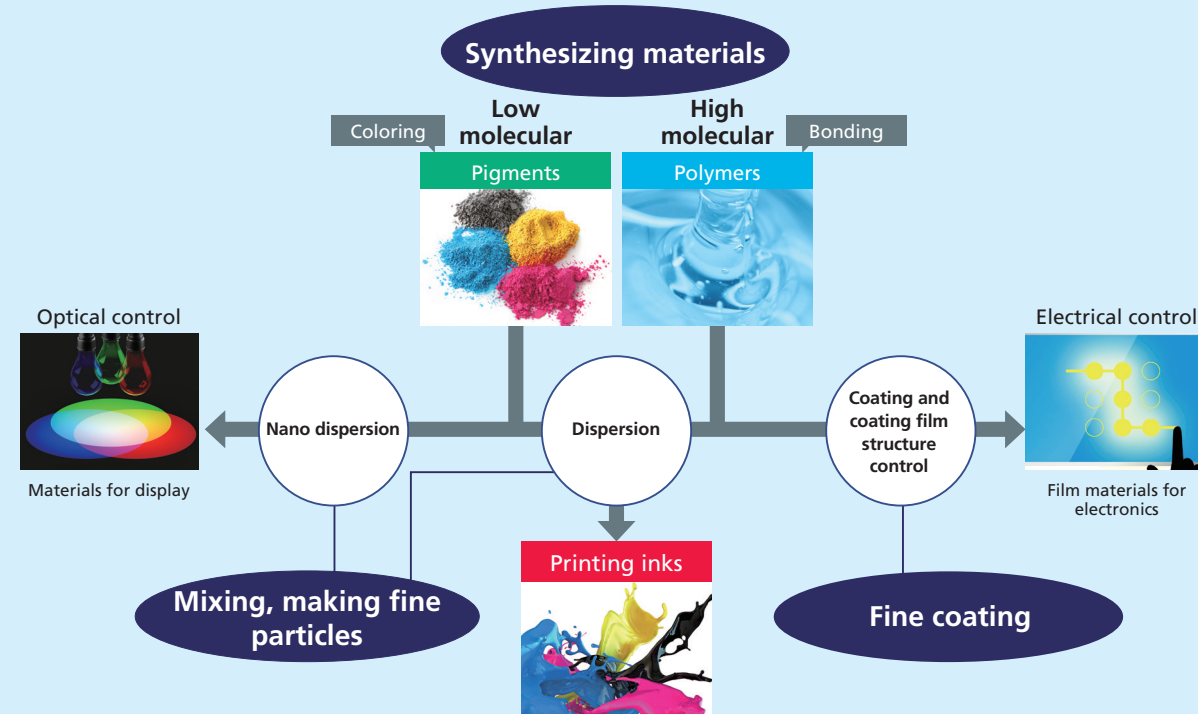 Synthesizing materials
Low
molecular
High
molecular
Coloring
Bonding
Pigments
Polymers
Optical control
Electrical control
Nano dispersion
Dispersion
Coating and
coating film
structure
control
Materials for display
Film materials for
electronics
Printing inks
Mixing, making fine
particles
Fine coating